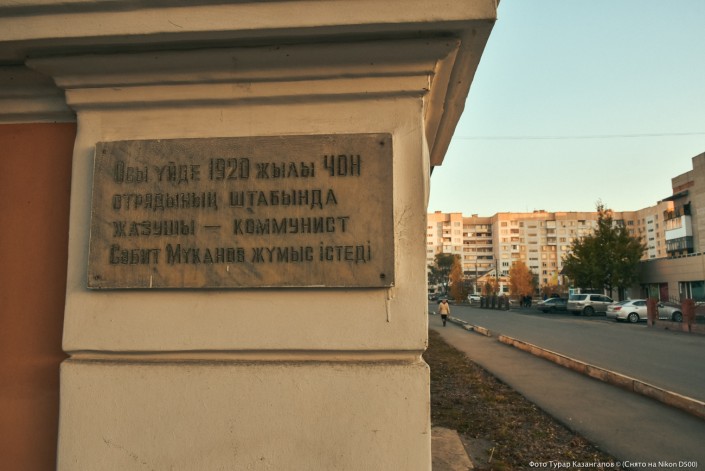 Осы үйде 1920 жылы ЧОН
отрядының штабында
жазушы — коммунист
Сәбит Мұқанов жұмыс істеді
Фото Турар Казангапов © (Снято на Nikon D500)